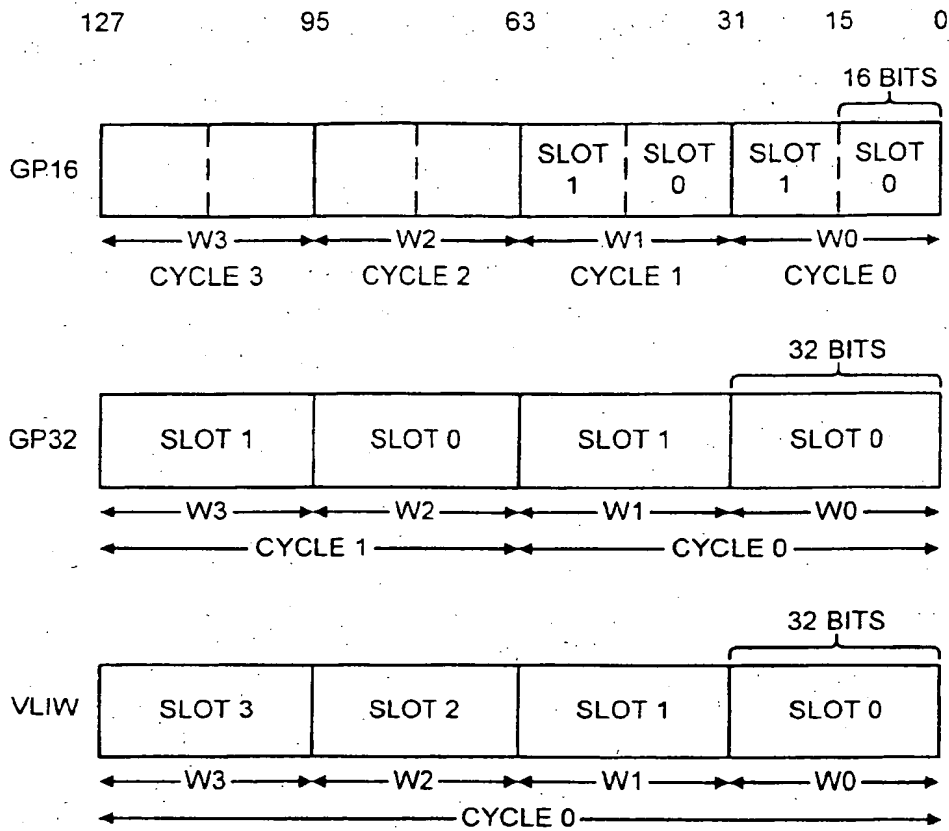 127 95 63 31 15 0
16 BITS
GP16
SLOT 1 SLOT 0 SLOT 1 SLOT 0
W3 W2 W1 W0
CYCLE 3 CYCLE 2 CYCLE 1 CYCLE 0
32 BITS
GP32 SLOT 1 SLOT 0 SLOT 1 SLOT 0
W3 W2 W1 W0
CYCLE 1 CYCLE 0
32 BITS
VLIW SLOT 3 SLOT 2 SLOT 1 SLOT 0
W3 W2 W1 W0
CYCLE 0